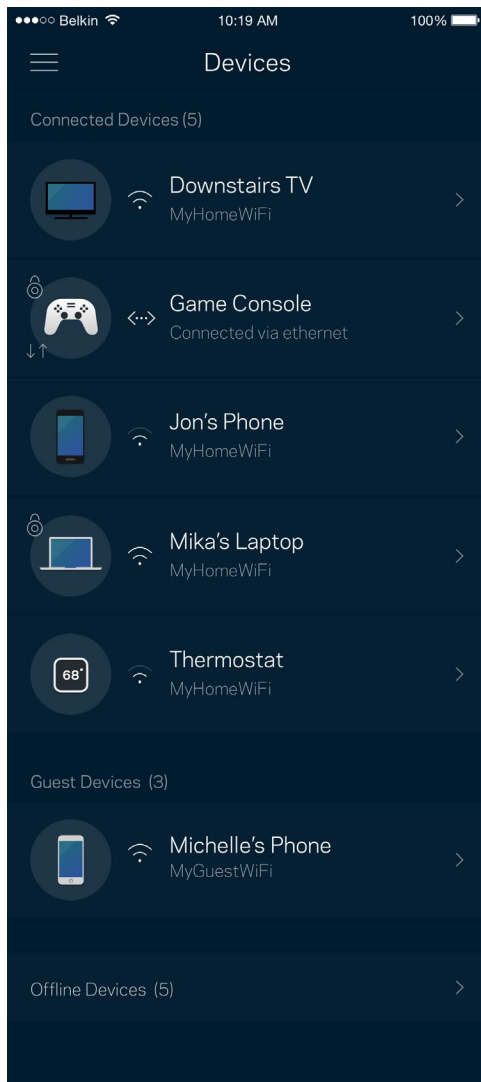 Belkin 10:19 AM 100%
Devices
Connected Devices (5)
Downstairs TV
MyHomeWiFi
Game Console
Connected via ethernet
Jon's Phone
MyHomeWiFi
Mika's Laptop
MyHomeWiFi
Thermostat
68°
MyHomeWiFi
Guest Devices (3)
Michelle's Phone
MyGuestWiFi
Offline Devices (5)